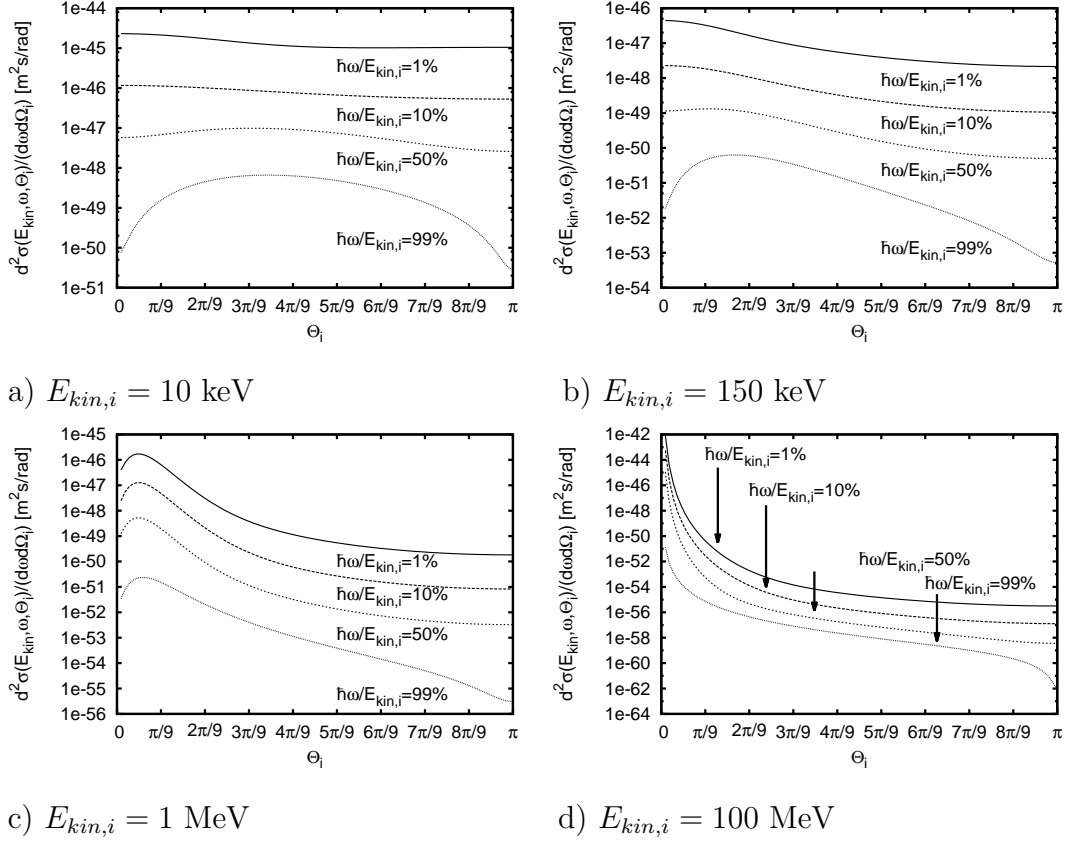 d²σ(E_kin,ω,Θ_i)/(dωdΩ_i) [m²s/rad]
1e-44
1e-45
1e-46
1e-47
1e-48
1e-49
1e-50
1e-51
ħω/E_kin,i=1%
ħω/E_kin,i=10%
ħω/E_kin,i=50%
ħω/E_kin,i=99%
0 π/9 2π/9 3π/9 4π/9 5π/9 6π/9 7π/9 8π/9 π
Θ_i
a) E_kin,i = 10 keV
d²σ(E_kin,ω,Θ_i)/(dωdΩ_i) [m²s/rad]
1e-46
1e-47
1e-48
1e-49
1e-50
1e-51
1e-52
1e-53
1e-54
ħω/E_kin,i=1%
ħω/E_kin,i=10%
ħω/E_kin,i=50%
ħω/E_kin,i=99%
0 π/9 2π/9 3π/9 4π/9 5π/9 6π/9 7π/9 8π/9 π
Θ_i
b) E_kin,i = 150 keV
d²σ(E_kin,ω,Θ_i)/(dωdΩ_i) [m²s/rad]
1e-45
1e-46
1e-47
1e-48
1e-49
1e-50
1e-51
1e-52
1e-53
1e-54
1e-55
1e-56
ħω/E_kin,i=1%
ħω/E_kin,i=10%
ħω/E_kin,i=50%
ħω/E_kin,i=99%
0 π/9 2π/9 3π/9 4π/9 5π/9 6π/9 7π/9 8π/9 π
Θ_i
c) E_kin,i = 1 MeV
d²σ(E_kin,ω,Θ_i)/(dωdΩ_i) [m²s/rad]
1e-42
1e-44
1e-46
1e-48
1e-50
1e-52
1e-54
1e-56
1e-58
1e-60
1e-62
1e-64
ħω/E_kin,i=1%
ħω/E_kin,i=10%
ħω/E_kin,i=50%
ħω/E_kin,i=99%
0 π/9 2π/9 3π/9 4π/9 5π/9 6π/9 7π/9 8π/9 π
Θ_i
d) E_kin,i = 100 MeV